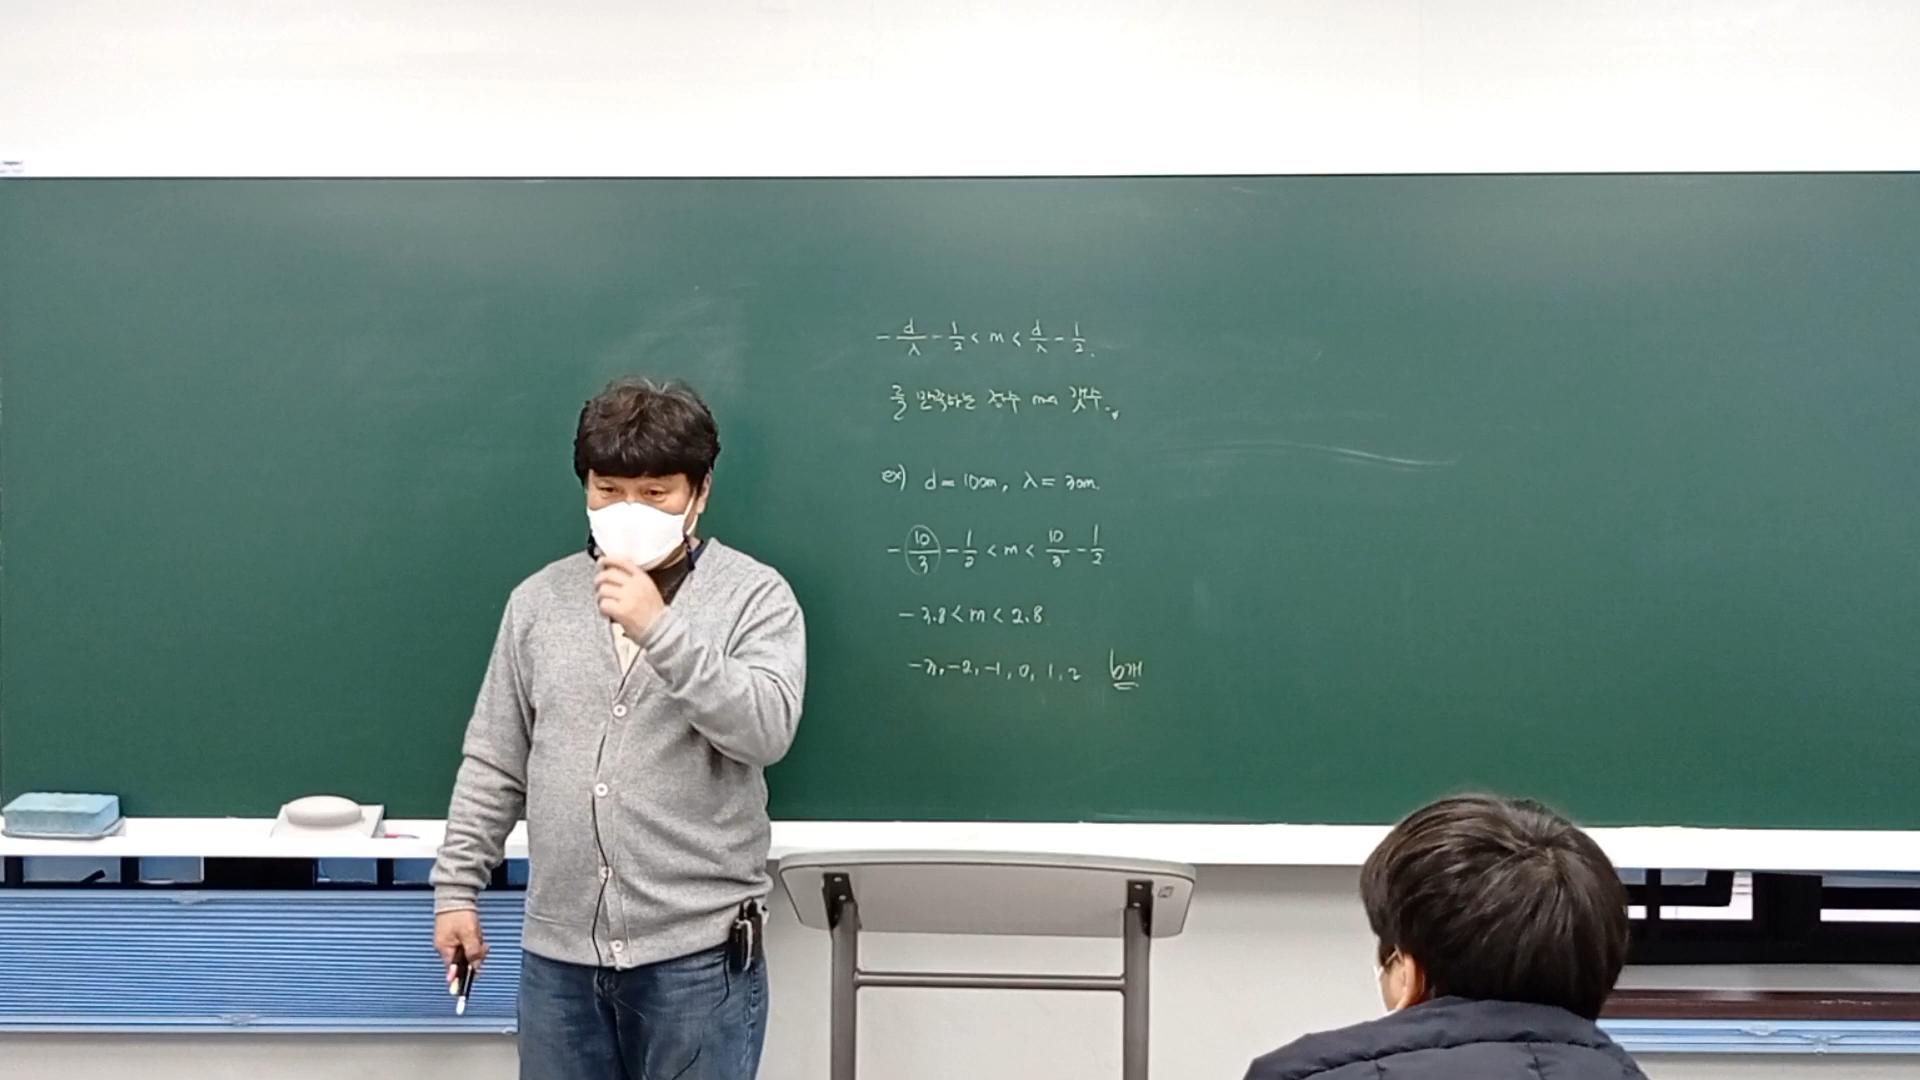 -d/λ - 1/2 < m < d/λ - 1/2.
를 만족하는 정수 m의 갯수.
ex) d = 10cm, λ = 3cm.
-10/3 - 1/2 < m < 10/3 - 1/2
-3.8 < m < 2.8
-3, -2, -1, 0, 1, 2 6개